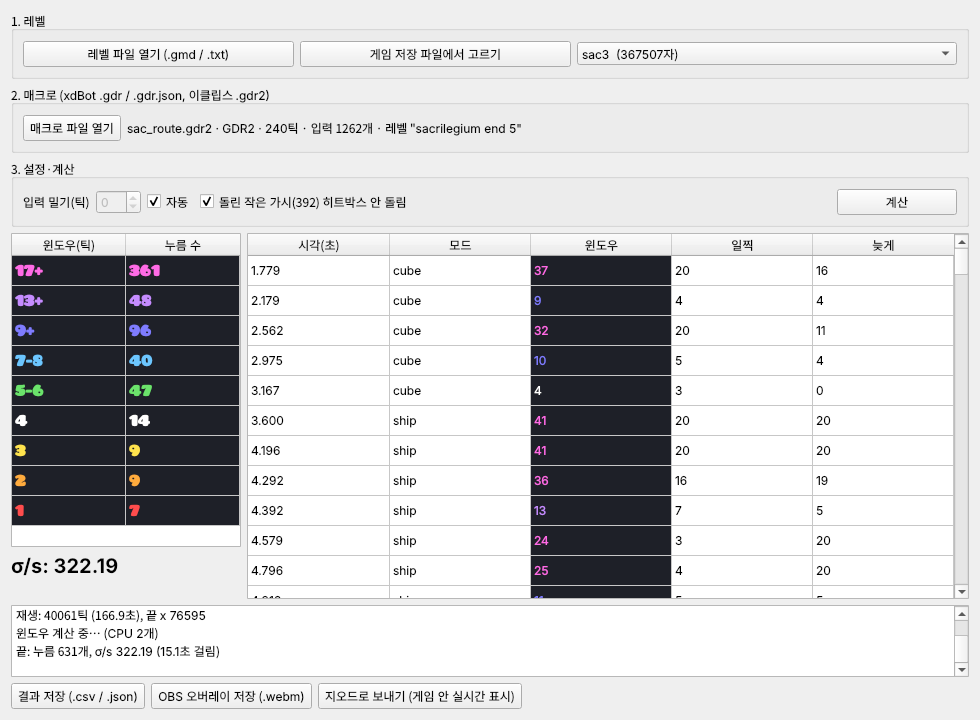 1. 레벨
레벨 파일 열기 (.gmd / .txt) 게임 저장 파일에서 고르기 sac3 (367507자)
2. 매크로 (xdBot .gdr / .gdr.json, 이클립스 .gdr2)
매크로 파일 열기 sac_route.gdr2 · GDR2 · 240틱 · 입력 1262개 · 레벨 "sacrilegium end 5"
3. 설정·계산
입력 밀기(틱) 0 자동 돌린 작은 가시(392) 히트박스 안 돌림 계산
윈도우(틱) 누름 수
17+ 361
13+ 48
9+ 96
7-8 40
5-6 47
4 14
3 9
2 9
1 7
σ/s: 322.19
시각(초) 모드 윈도우 일찍 늦게
1.779 cube 37 20 16
2.179 cube 9 4 4
2.562 cube 32 20 11
2.975 cube 10 5 4
3.167 cube 4 3 0
3.600 ship 41 20 20
4.196 ship 41 20 20
4.292 ship 36 16 19
4.392 ship 13 7 5
4.579 ship 24 3 20
4.796 ship 25 4 20
재생: 40061틱 (166.9초), 끝 x 76595
윈도우 계산 중… (CPU 2개)
끝: 누름 631개, σ/s 322.19 (15.1초 걸림)
결과 저장 (.csv / .json) OBS 오버레이 저장 (.webm) 지오드로 보내기 (게임 안 실시간 표시)